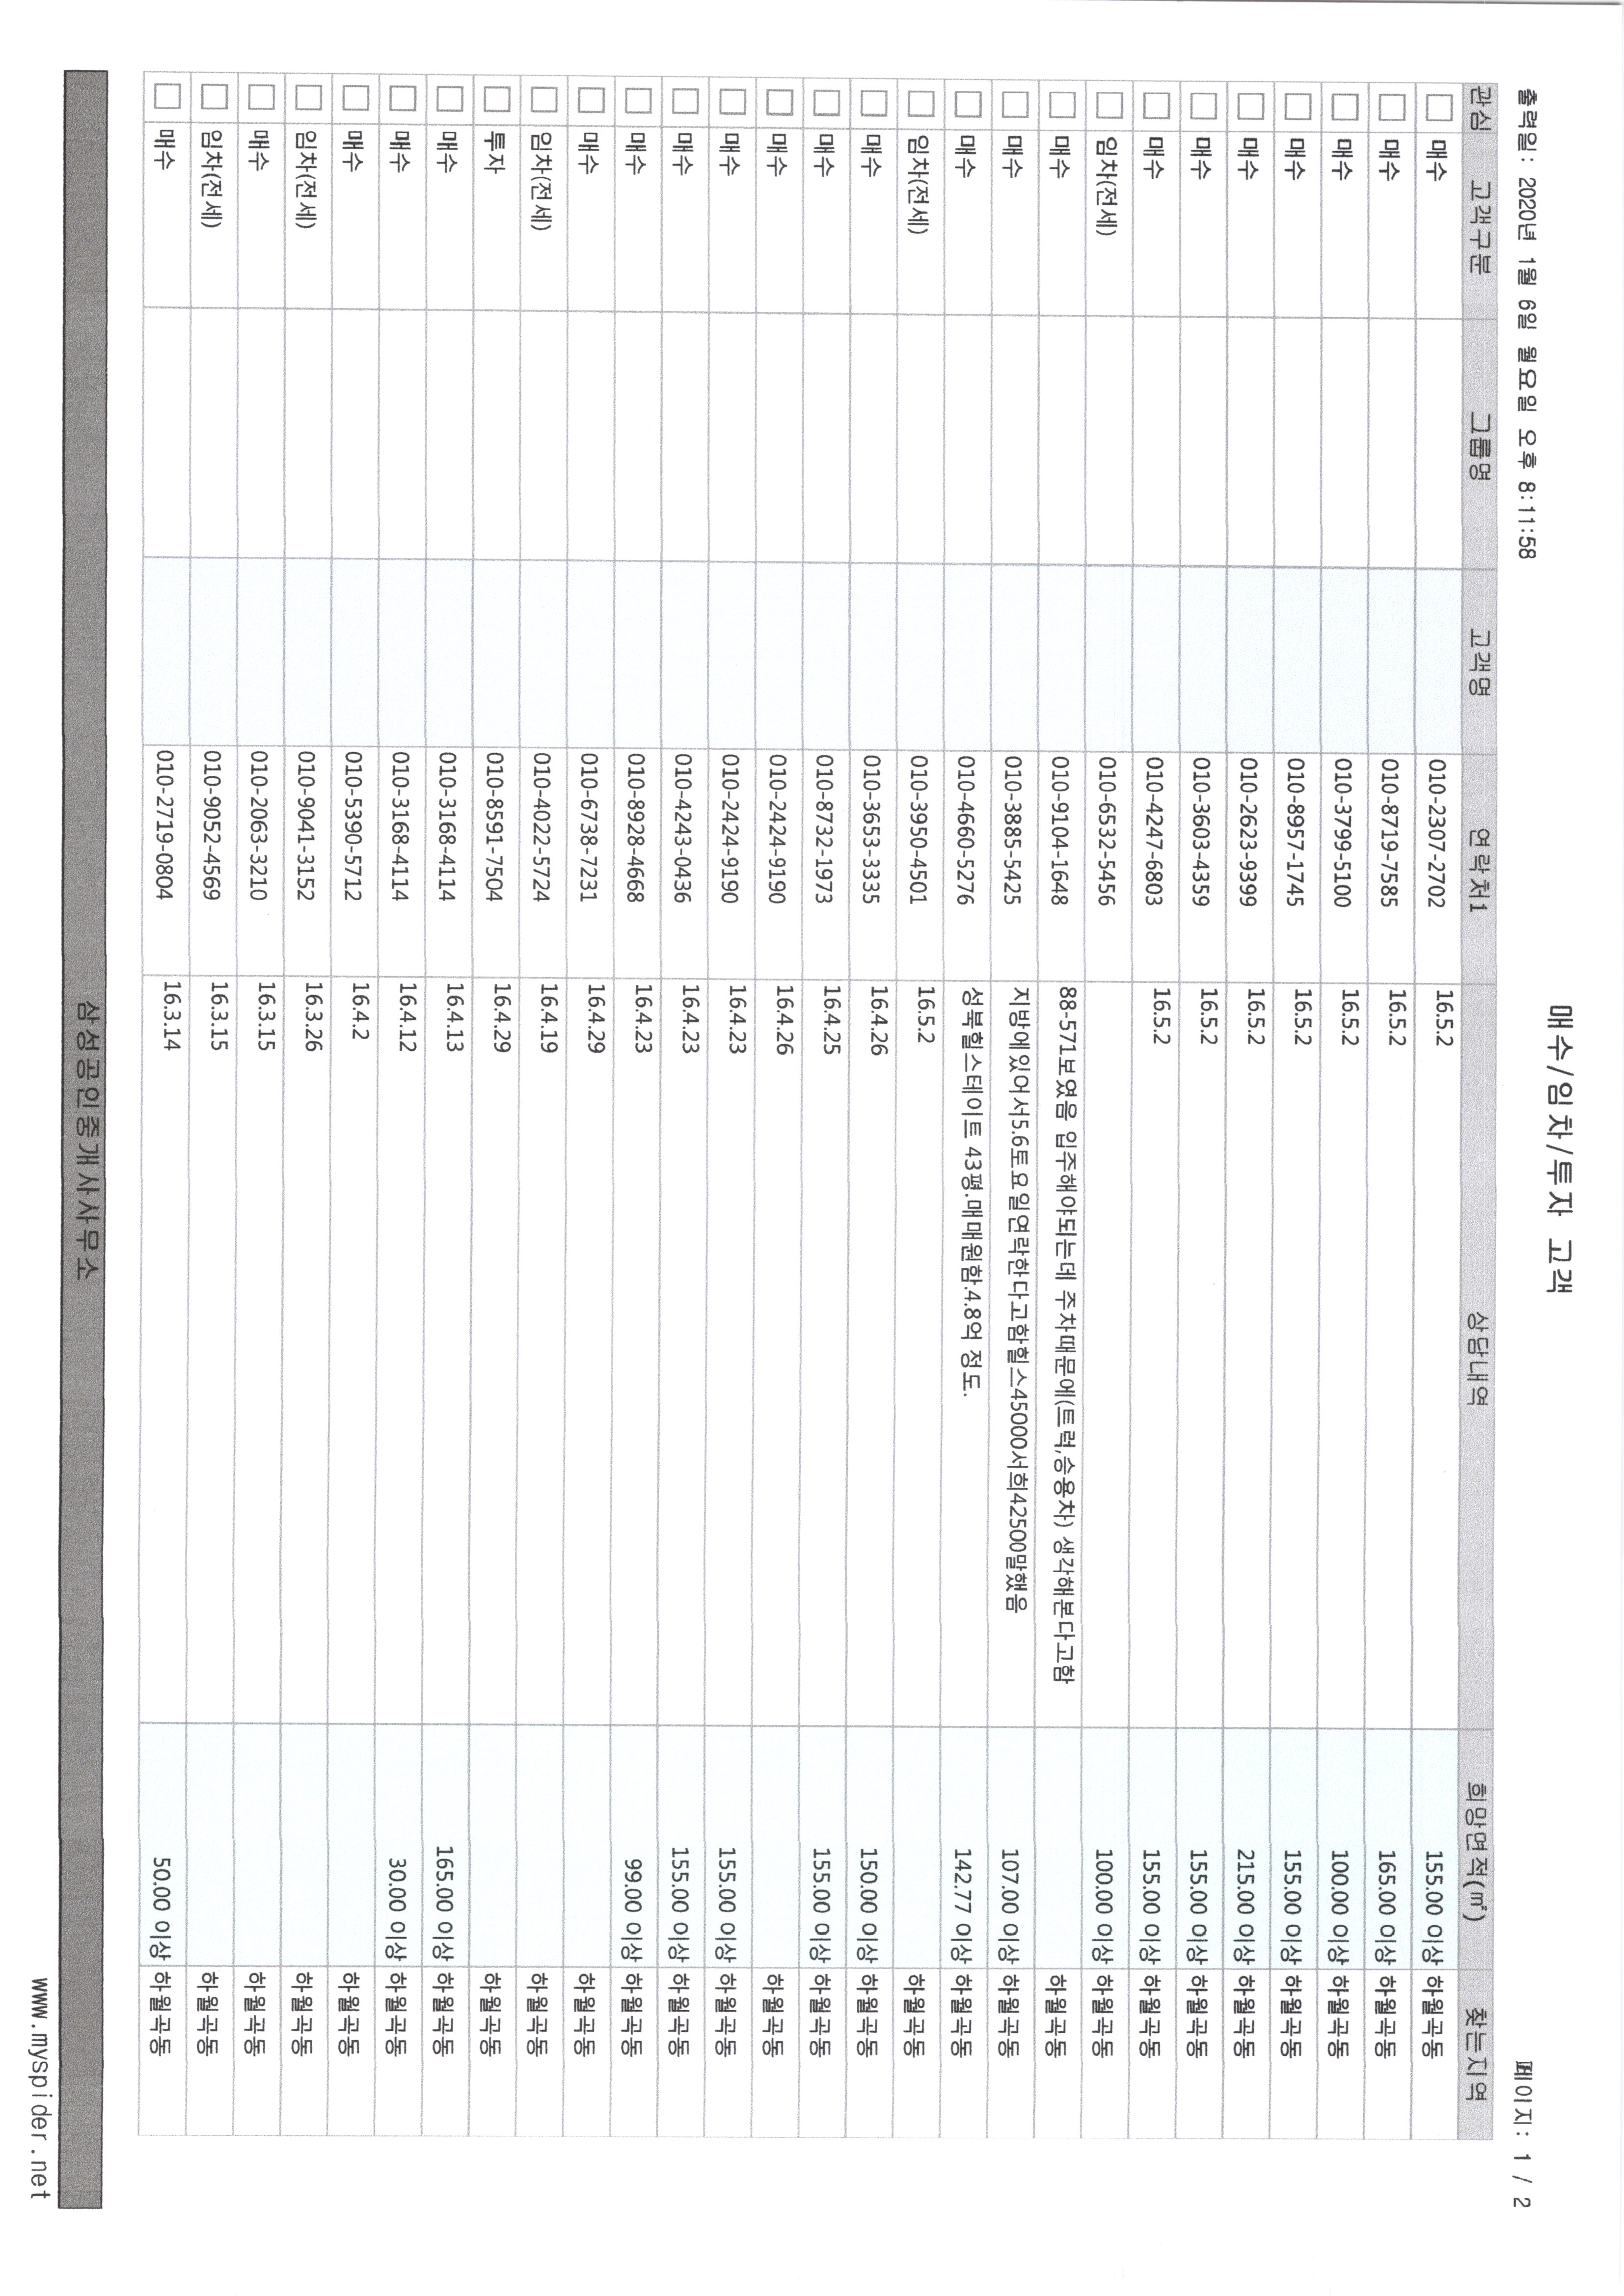 매수/임차/투자 고객
출력일: 2020년 1월 6일 월요일 오후 8:11:58
페이지: 1 / 2
관심 고객구분 그룹명 고객명 연락처1 상담내역 희망면적(㎡) 찾는지역
매수 010-2307-2702 16.5.2 155.00 이상 하월곡동
매수 010-8719-7585 16.5.2 165.00 이상 하월곡동
매수 010-3799-5100 16.5.2 100.00 이상 하월곡동
매수 010-8957-1745 16.5.2 155.00 이상 하월곡동
매수 010-2623-9399 16.5.2 215.00 이상 하월곡동
매수 010-3603-4359 16.5.2 155.00 이상 하월곡동
매수 010-4247-6803 16.5.2 155.00 이상 하월곡동
임차(전세) 010-6532-5456 100.00 이상 하월곡동
매수 010-9104-1648 88-571보였음 입주해야되는데 주차때문에(트럭,승용차) 생각해본다고함 하월곡동
매수 010-3885-5425 지방에있어서5.6토요일연락한다고함힐스45000서희42500말했음 107.00 이상 하월곡동
매수 010-4660-5276 성북힐스테이트 43평.매매원함.4.8억 정도. 142.77 이상 하월곡동
임차(전세) 010-3950-4501 16.5.2 하월곡동
매수 010-3653-3335 16.4.26 150.00 이상 하월곡동
매수 010-8732-1973 16.4.25 155.00 이상 하월곡동
매수 010-2424-9190 16.4.26 하월곡동
매수 010-2424-9190 16.4.23 155.00 이상 하월곡동
매수 010-4243-0436 16.4.23 155.00 이상 하월곡동
매수 010-8928-4668 16.4.23 99.00 이상 하월곡동
매수 010-6738-7231 16.4.29 하월곡동
임차(전세) 010-4022-5724 16.4.19 하월곡동
투자 010-8591-7504 16.4.29 하월곡동
매수 010-3168-4114 16.4.13 165.00 이상 하월곡동
매수 010-3168-4114 16.4.12 30.00 이상 하월곡동
매수 010-5390-5712 16.4.2 하월곡동
임차(전세) 010-9041-3152 16.3.26 하월곡동
매수 010-2063-3210 16.3.15 하월곡동
임차(전세) 010-9052-4569 16.3.15 하월곡동
매수 010-2719-0804 16.3.14 50.00 이상 하월곡동
삼성공인중개사사무소
www.myspider.net